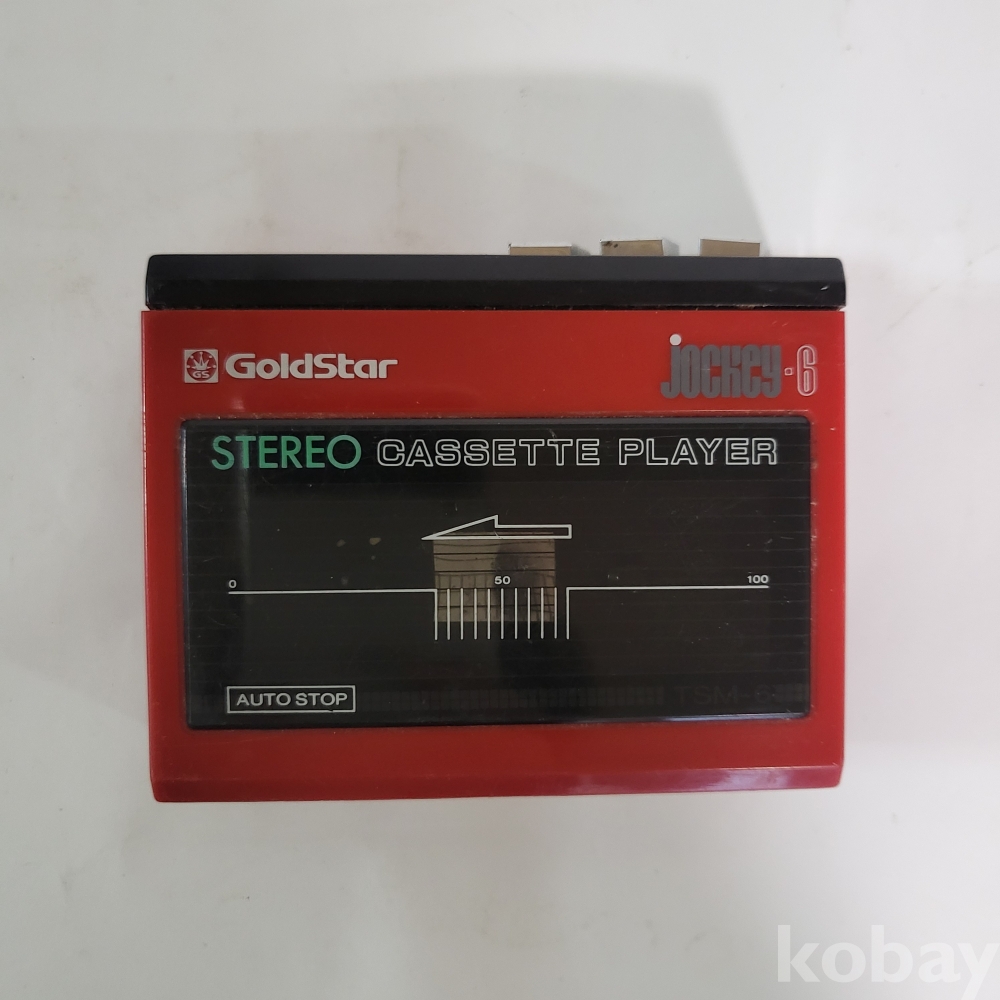 GS GoldStar
jockey-6
STEREO CASSETTE PLAYER
0 50 100
AUTO STOP
kobay